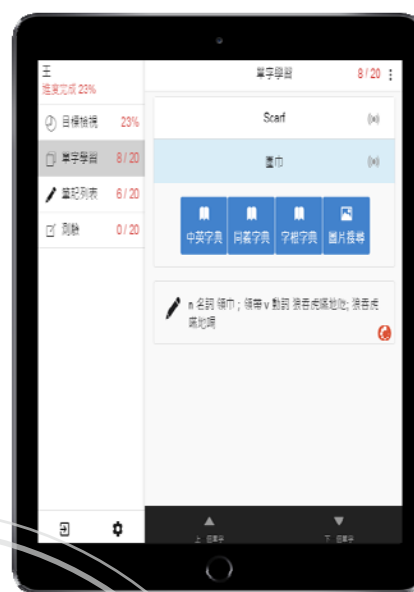 王
進度完成 23%
目標檢視 23%
單字學習 8 / 20
筆記列表 6 / 20
測驗 0 / 20
單字學習 8 / 20
Scarf
圍巾
中英字典 同義字典 字根字典 圖片搜尋
n 名詞 領巾 ; 領帶 v 動詞 狼吞虎嚥地吃; 狼吞虎
嚥地喝
上一個單字 下一個單字